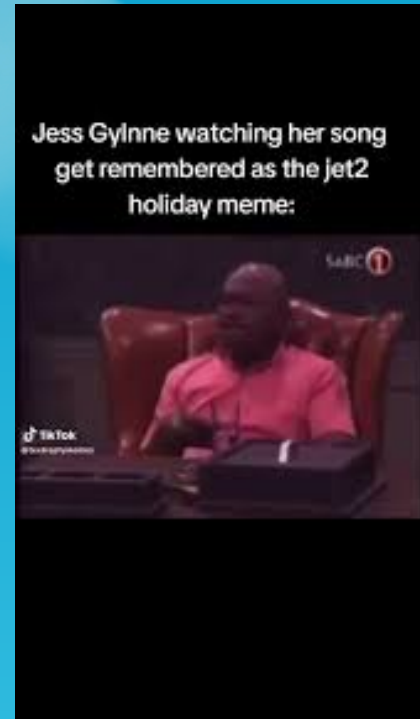 Jess Gylnne watching her song
get remembered as the jet2
holiday meme:
SABC 1
TikTok